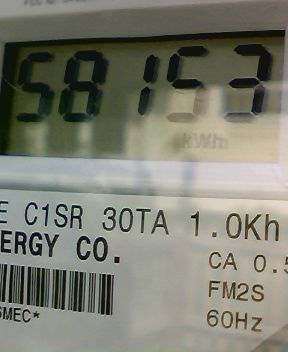 58153
kWh
E C1SR 30TA 1.0Kh
ERGY CO.
CA 0.5
FM2S
60Hz
SMEC*